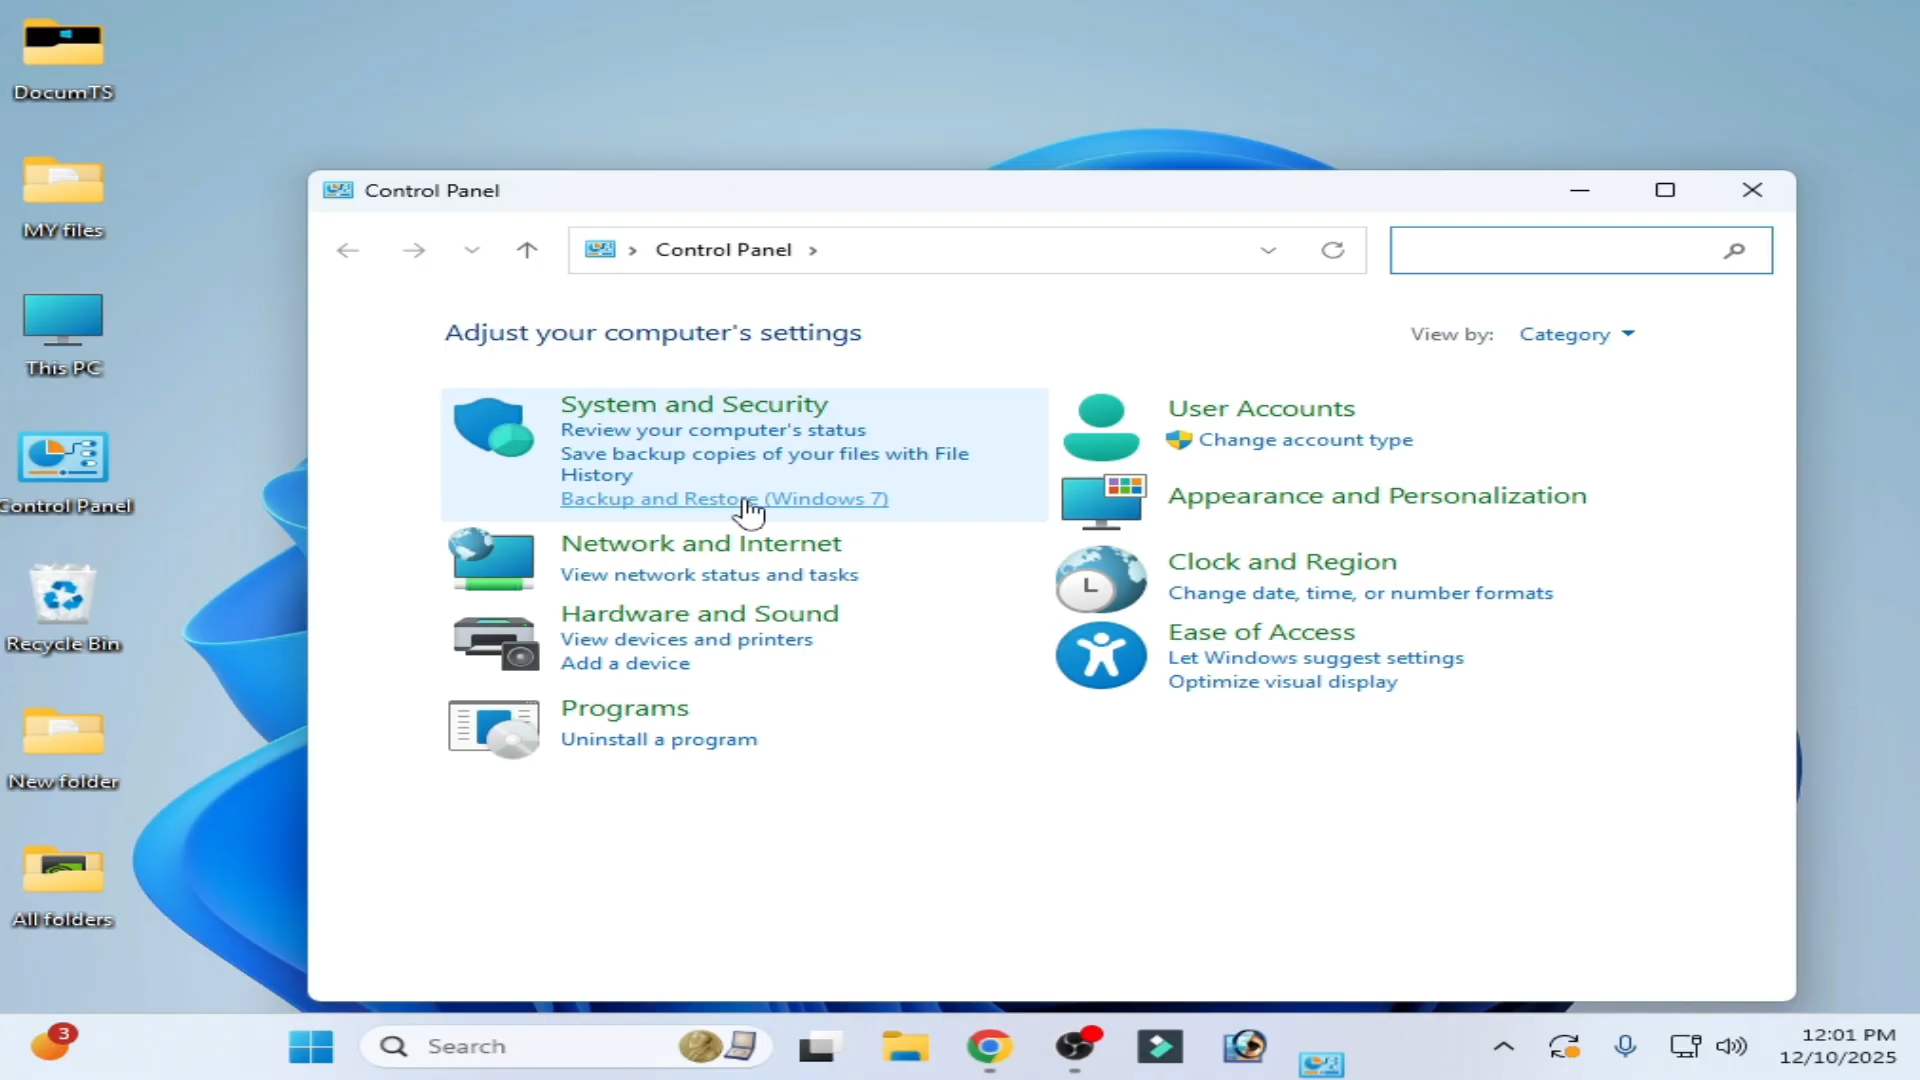 DocumTS
MY files
This PC
Control Panel
Recycle Bin
New folder
All folders
Control Panel
Control Panel
Adjust your computer's settings
View by: Category
System and Security
Review your computer's status
Save backup copies of your files with File
History
Backup and Restore (Windows 7)
Network and Internet
View network status and tasks
Hardware and Sound
View devices and printers
Add a device
Programs
Uninstall a program
User Accounts
Change account type
Appearance and Personalization
Clock and Region
Change date, time, or number formats
Ease of Access
Let Windows suggest settings
Optimize visual display
3
Search
12:01 PM
12/10/2025